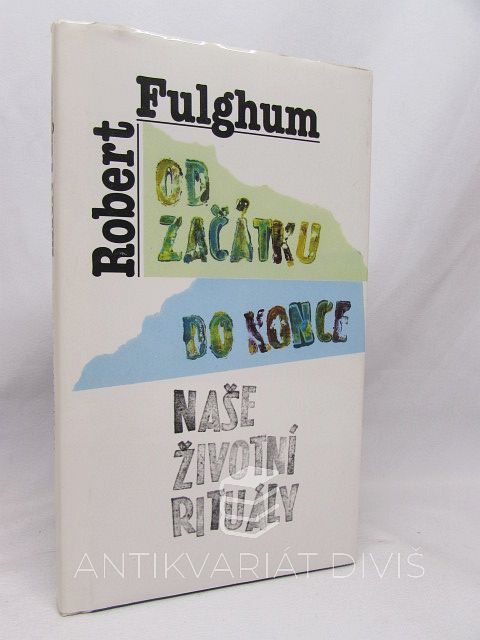 Robert
Fulghum
OD
ZAČÁTKU
DO KONCE
NAŠE
ŽIVOTNÍ
RITUÁLY
ANTIKVARIÁT DIVIŠ